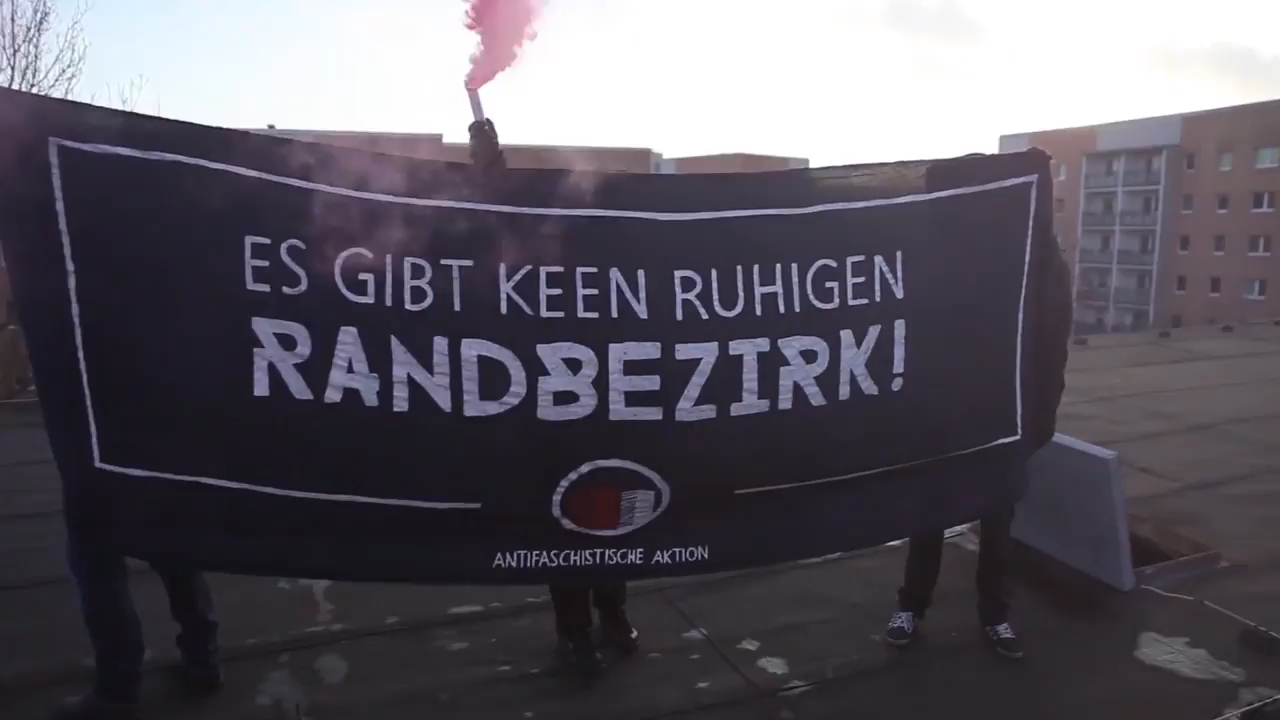 ES GIBT KEEN RUHIGEN
RANDBEZIRK!
ANTIFASCHISTISCHE AKTION